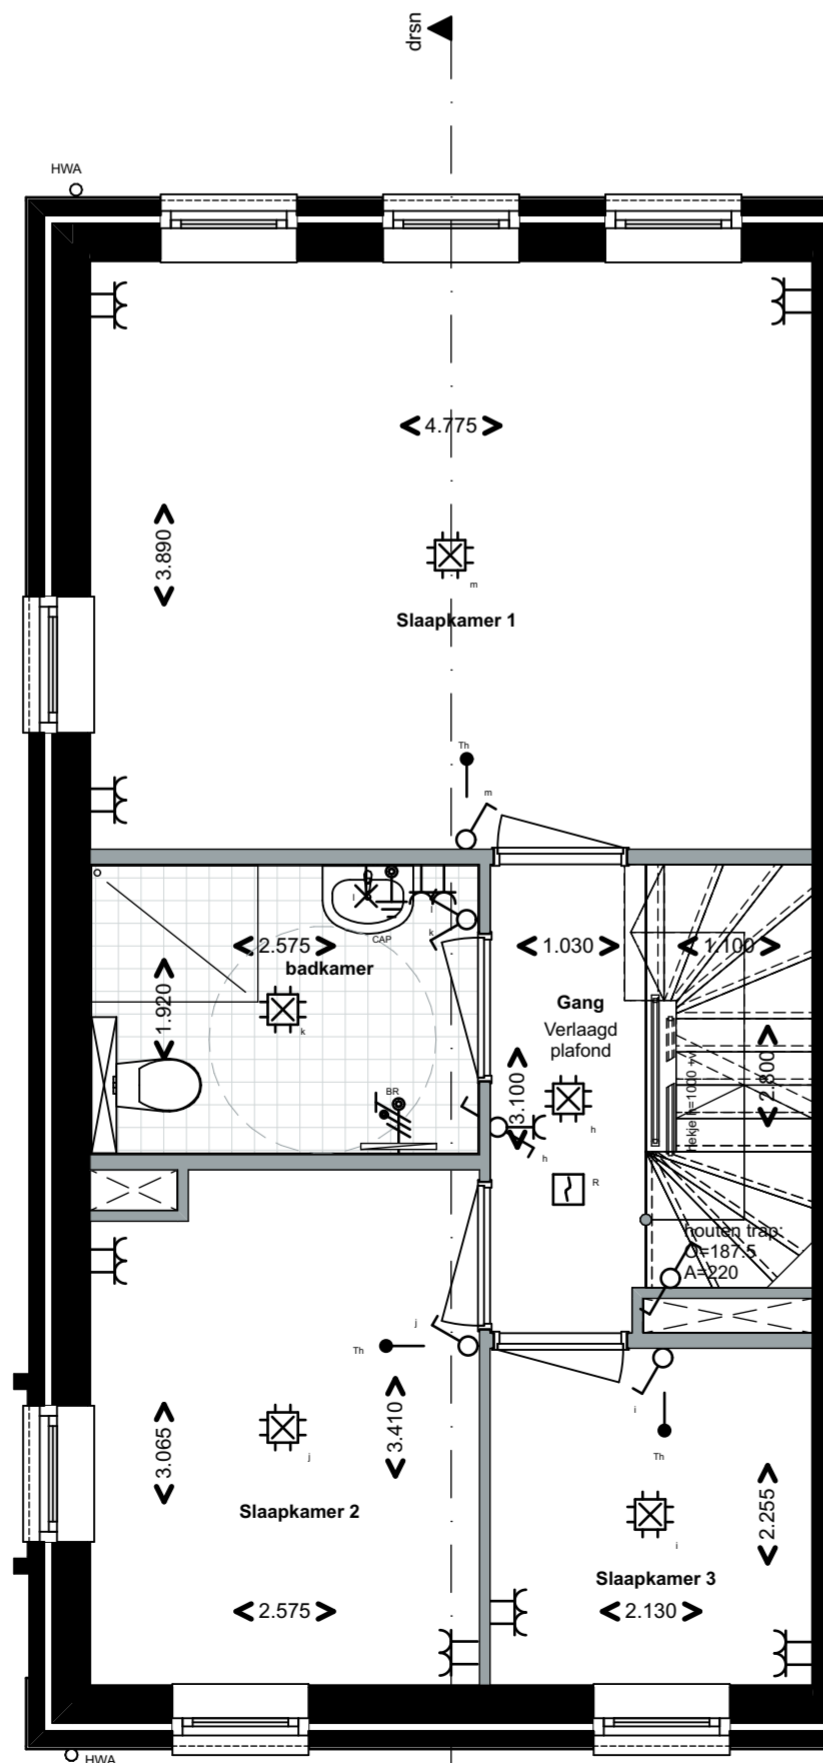 drsn
HWA
4.775
3.890
m
Slaapkamer 1
Th
m
l
l
k
CAP
2.575
badkamer
1.920
k
BR
1.030
1.100
Gang
Verlaagd
plafond
3.100
h
h
R
Hekje h=1000 +v
2.800
houten trap:
O=187.5
A=220
j
Th
3.065
3.410
j
Slaapkamer 2
2.575
i
Th
i
2.255
Slaapkamer 3
2.130
HWA